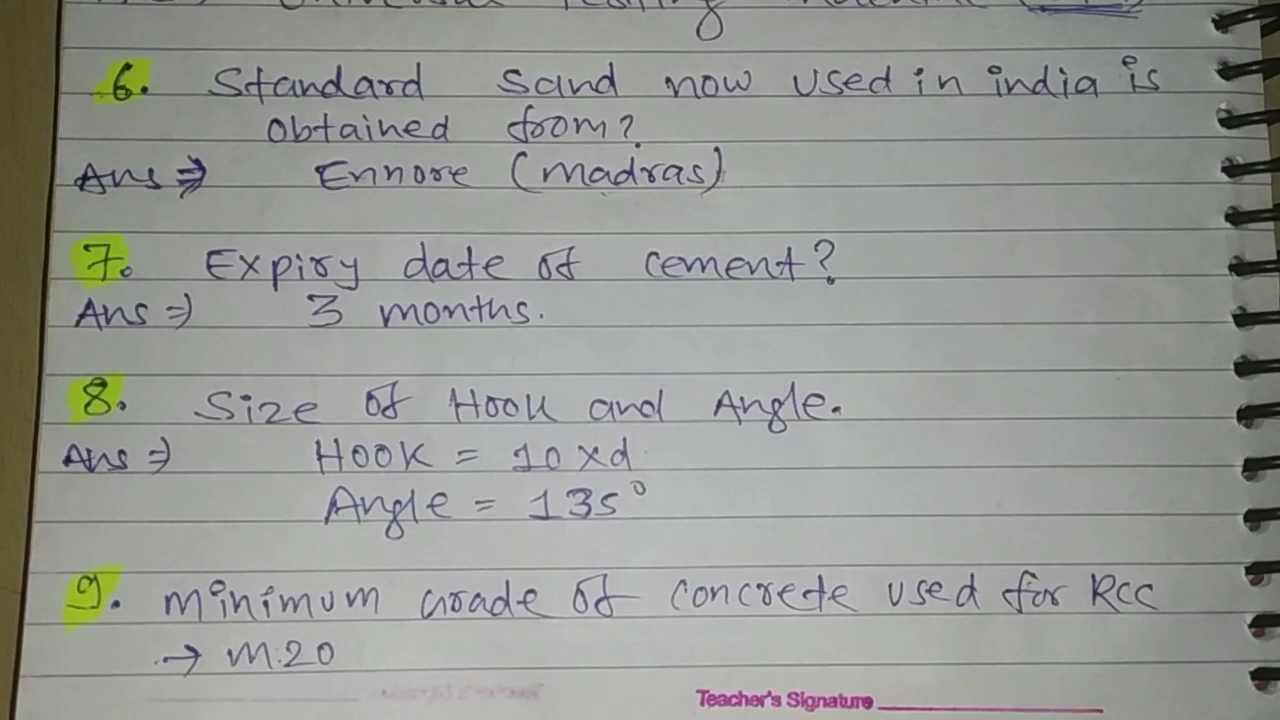 Universal Testing
6. Standard sand now used in india is
obtained from?
Ans ⇒ Ennore (madras)
7. Expiry date of cement?
Ans ⇒ 3 months.
8. Size of Hook and Angle.
Ans ⇒ Hook = 10 x d
Angle = 135°
9. minimum grade of concrete used for RCC
→ M.20
Teacher's Signature